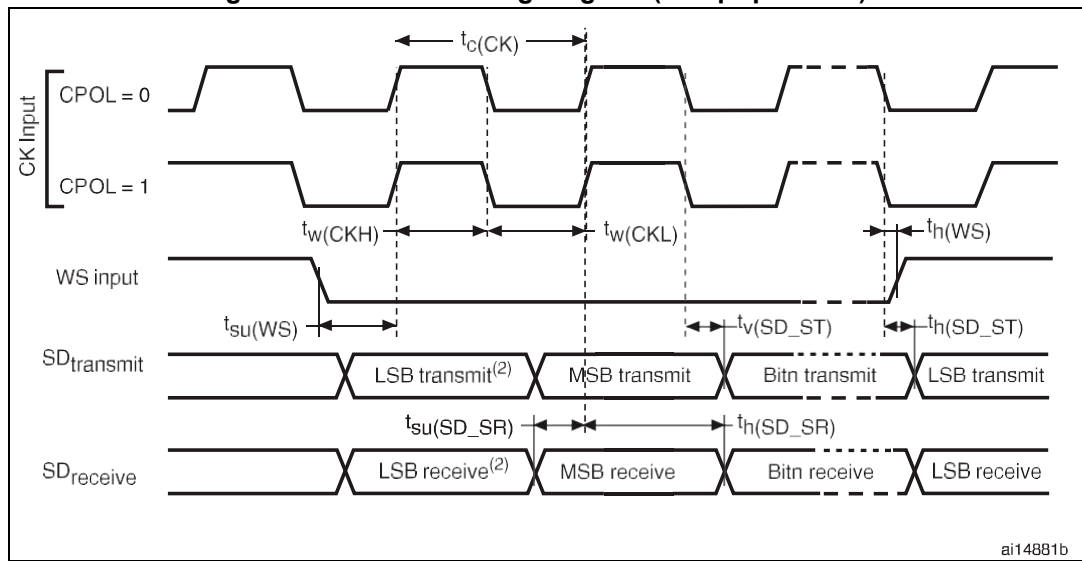 tc(CK)
CK Input
CPOL = 0
CPOL = 1
tw(CKH)
tw(CKL)
th(WS)
WS input
tsu(WS)
tv(SD_ST)
th(SD_ST)
SDtransmit
LSB transmit(2)
MSB transmit
Bitn transmit
LSB transmit
tsu(SD_SR)
th(SD_SR)
SDreceive
LSB receive(2)
MSB receive
Bitn receive
LSB receive
ai14881b